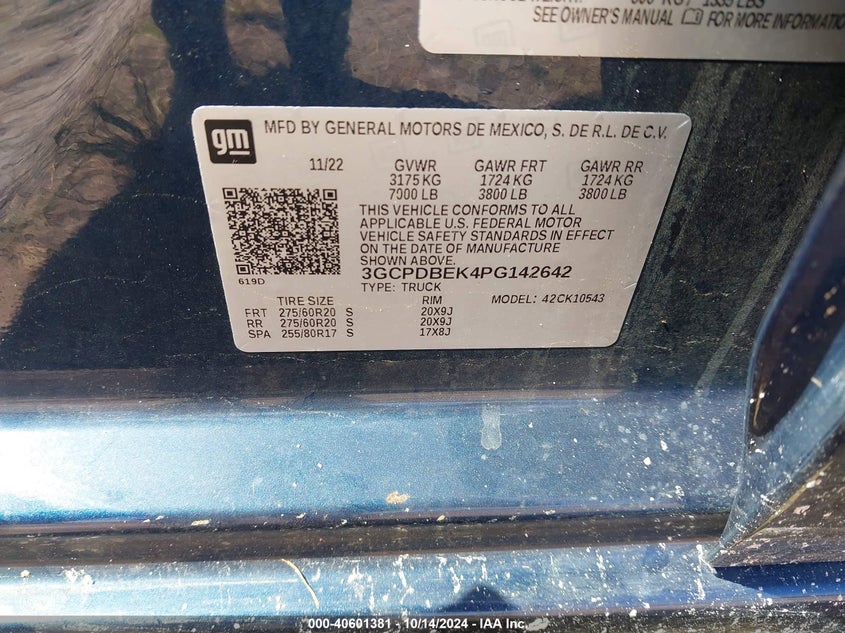 SEE OWNER'S MANUAL FOR MORE INFORMATION
gm
MFD BY GENERAL MOTORS DE MEXICO, S. DE R.L. DE C.V.
11/22 GVWR GAWR FRT GAWR RR
3175 KG 1724 KG 1724 KG
7000 LB 3800 LB 3800 LB
THIS VEHICLE CONFORMS TO ALL
APPLICABLE U.S. FEDERAL MOTOR
VEHICLE SAFETY STANDARDS IN EFFECT
ON THE DATE OF MANUFACTURE
SHOWN ABOVE.
619D
3GCPDBEK4PG142642
TYPE: TRUCK MODEL: 42CK10543
TIRE SIZE RIM
FRT 275/60R20 S 20X9J
RR 275/60R20 S 20X9J
SPA 255/80R17 S 17X8J
000-40601381 - 10/14/2024 - IAA Inc.